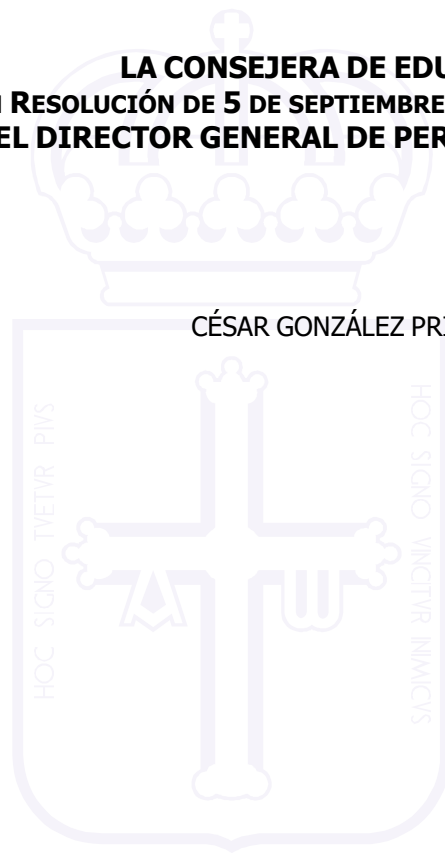 LA CONSEJERA DE EDU
RESOLUCIÓN DE 5 DE SEPTIEMBRE
EL DIRECTOR GENERAL DE PER
CÉSAR GONZÁLEZ PRI
HOC SIGNO TVETVR PIVS
HOC SIGNO VINCITVR INIMICVS